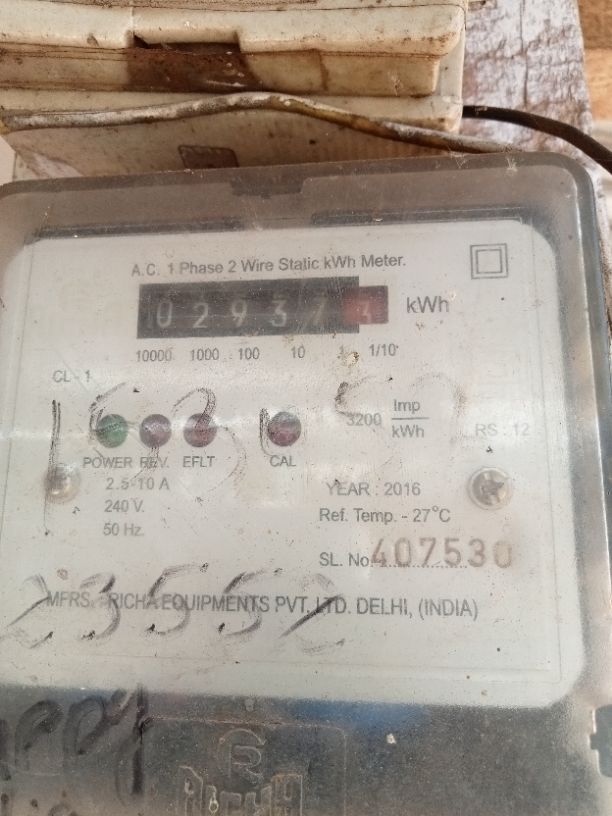 A.C. 1 Phase 2 Wire Static kWh Meter.
0 2 9 3 7 kWh
10000 1000 100 10 1 1/10
CL - 1
3200 Imp/kWh
RS : 12
POWER REV. EFLT CAL
2.5-10 A
240 V.
50 Hz.
YEAR : 2016
Ref. Temp. - 27°C
SL. No. 407530
MFRS. : RICHA EQUIPMENTS PVT. LTD. DELHI, (INDIA)
23552
RICHA